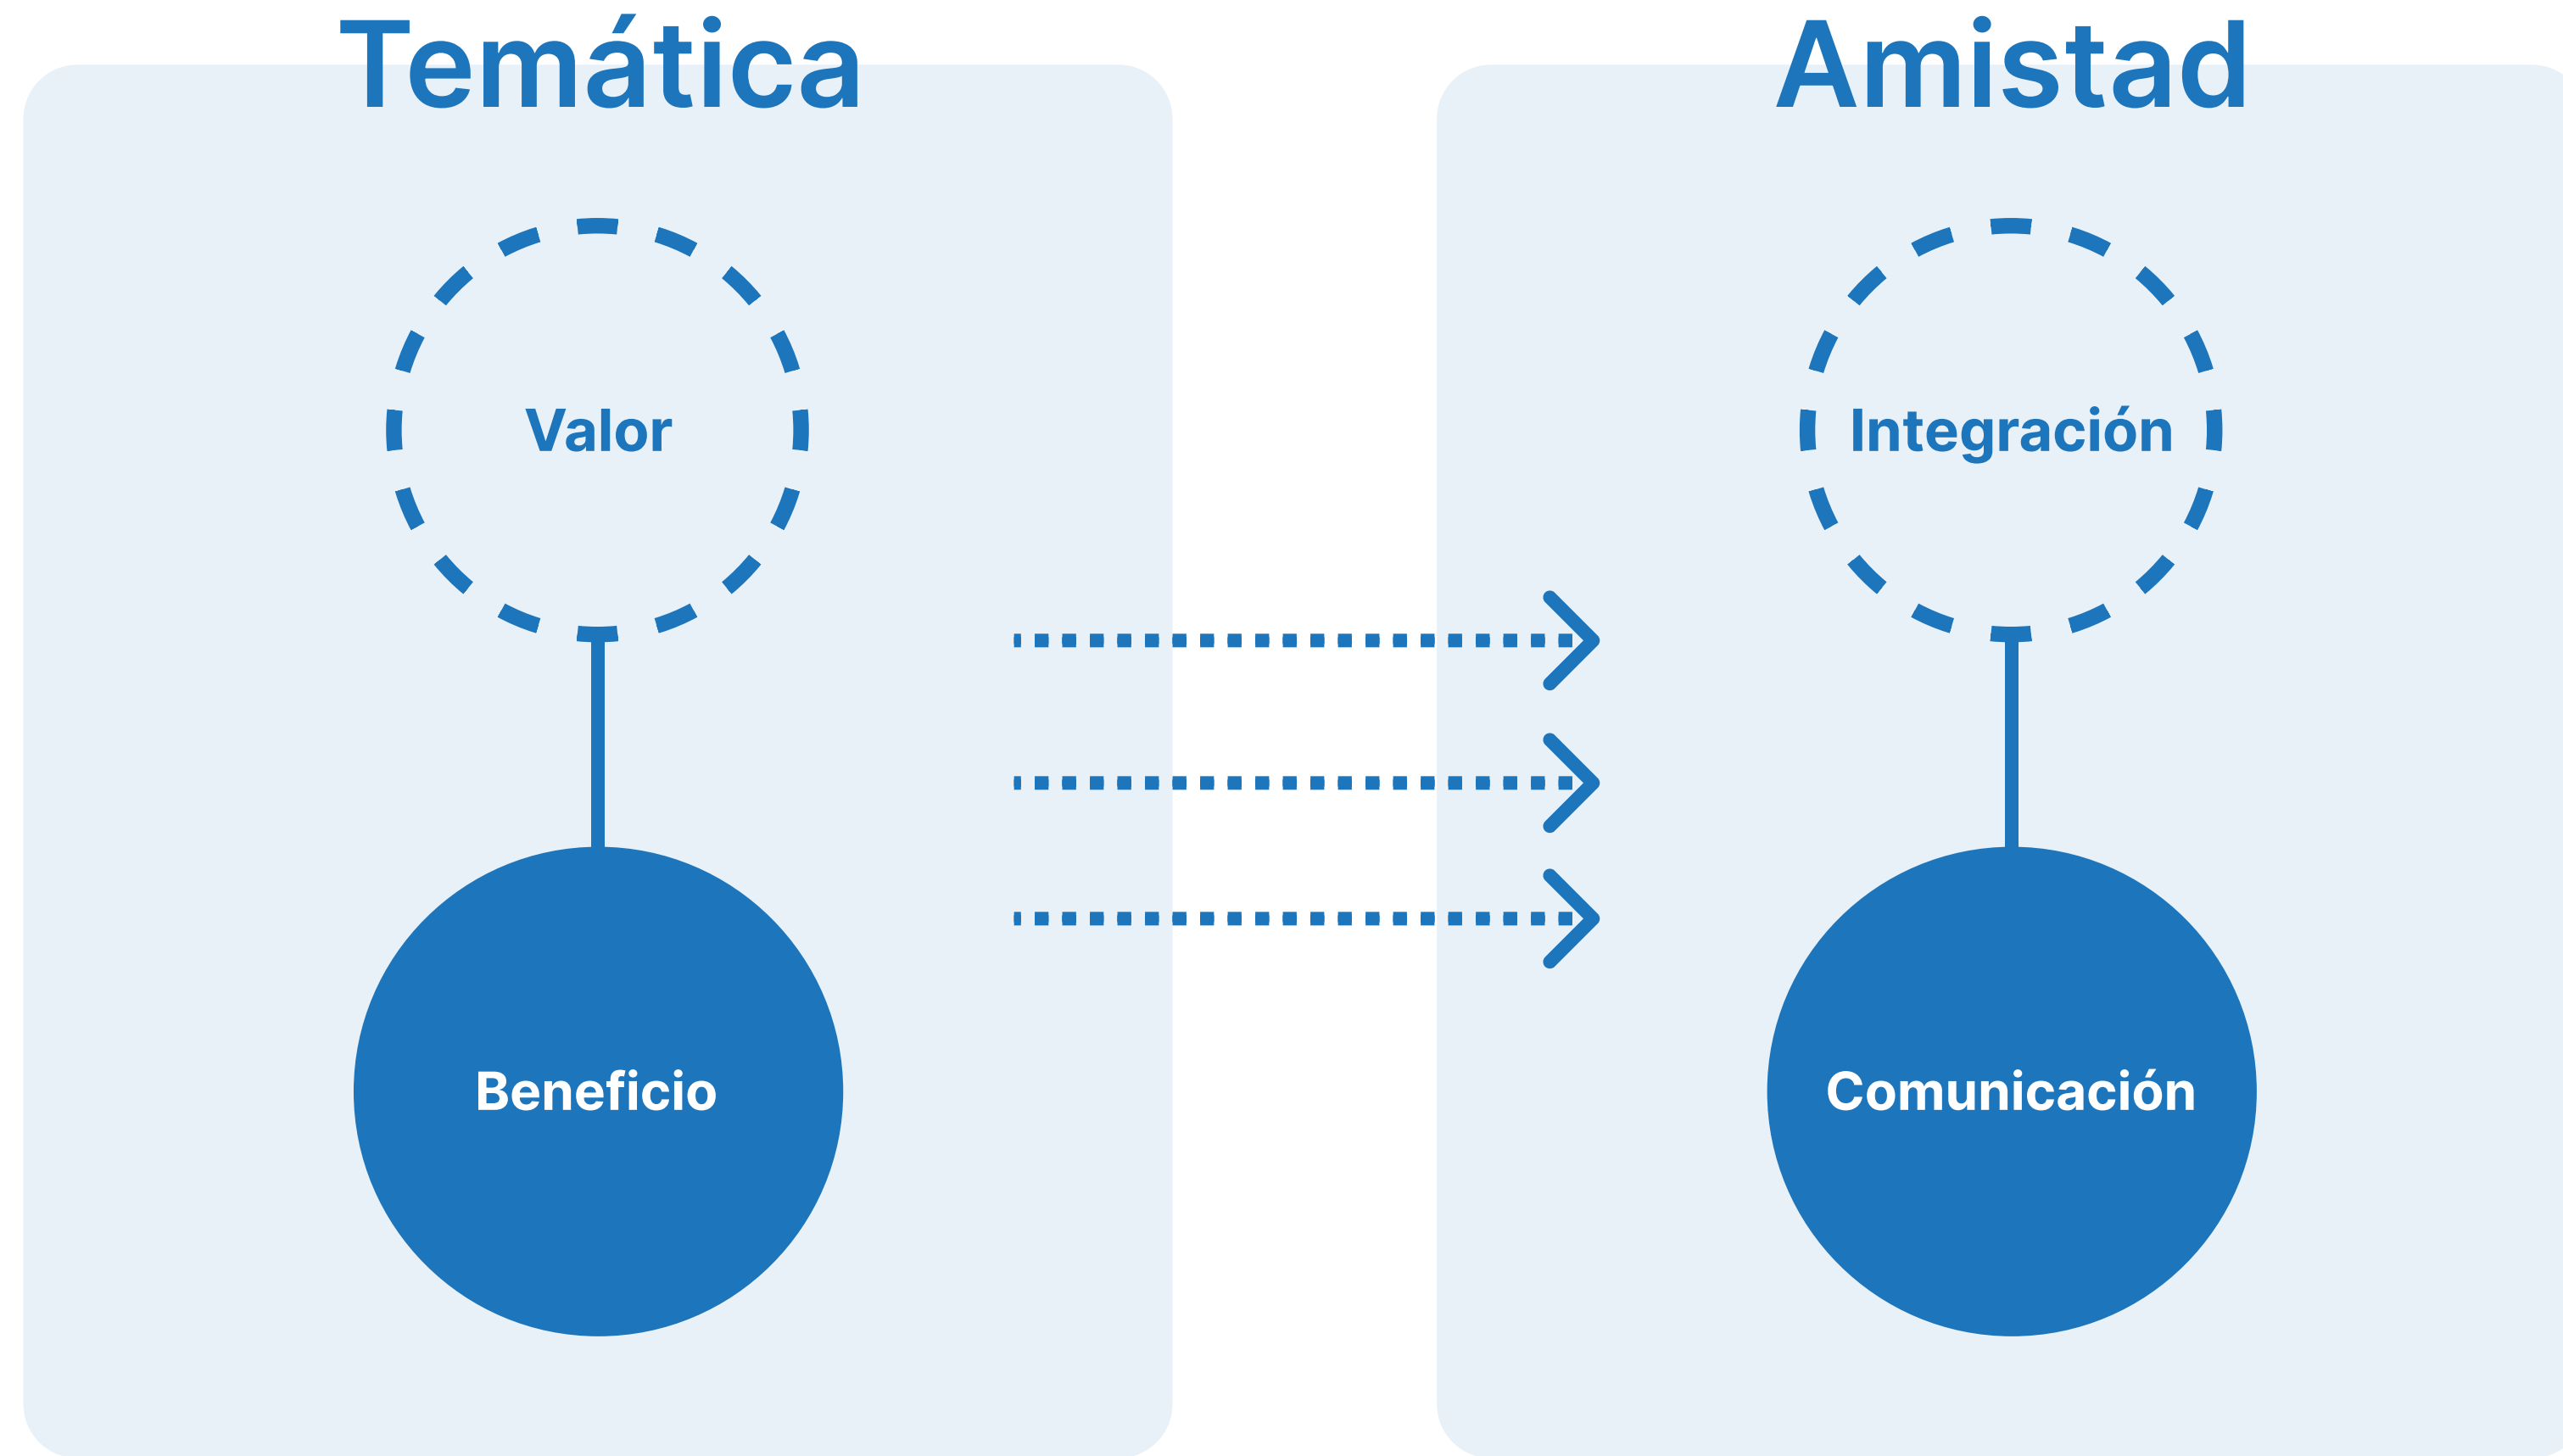 Temática
Valor
Beneficio
Amistad
Integración
Comunicación